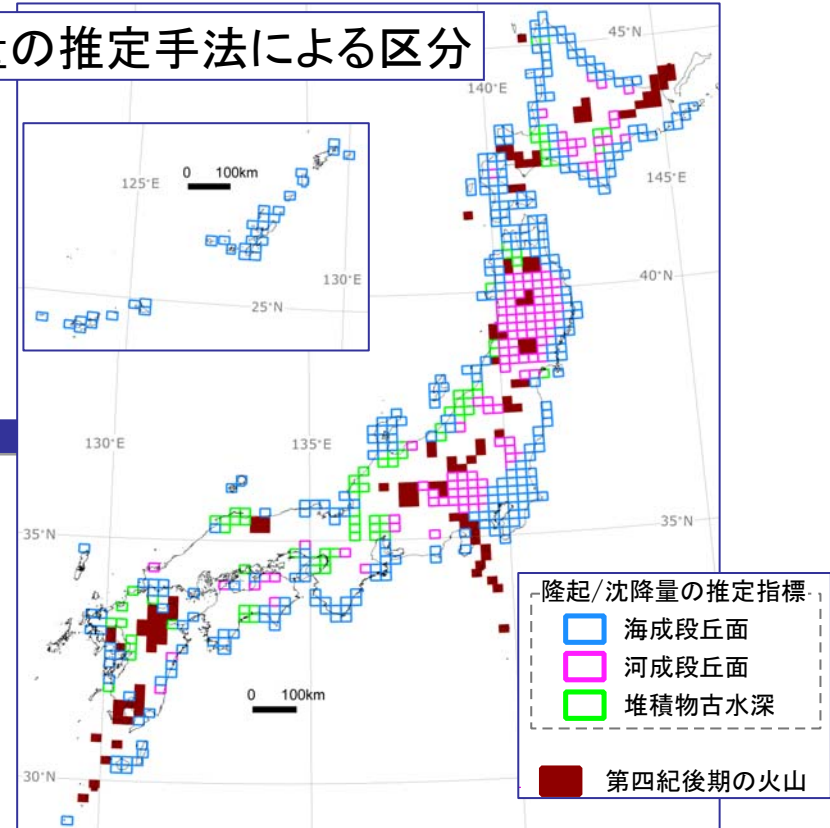 の推定手法による区分
45°N
140°E
0 100km
125°E
145°E
130°E
25°N
40°N
130°E
135°E
35°N
35°N
隆起/沈降量の推定指標
海成段丘面
河成段丘面
堆積物古水深
0 100km
30°N
第四紀後期の火山